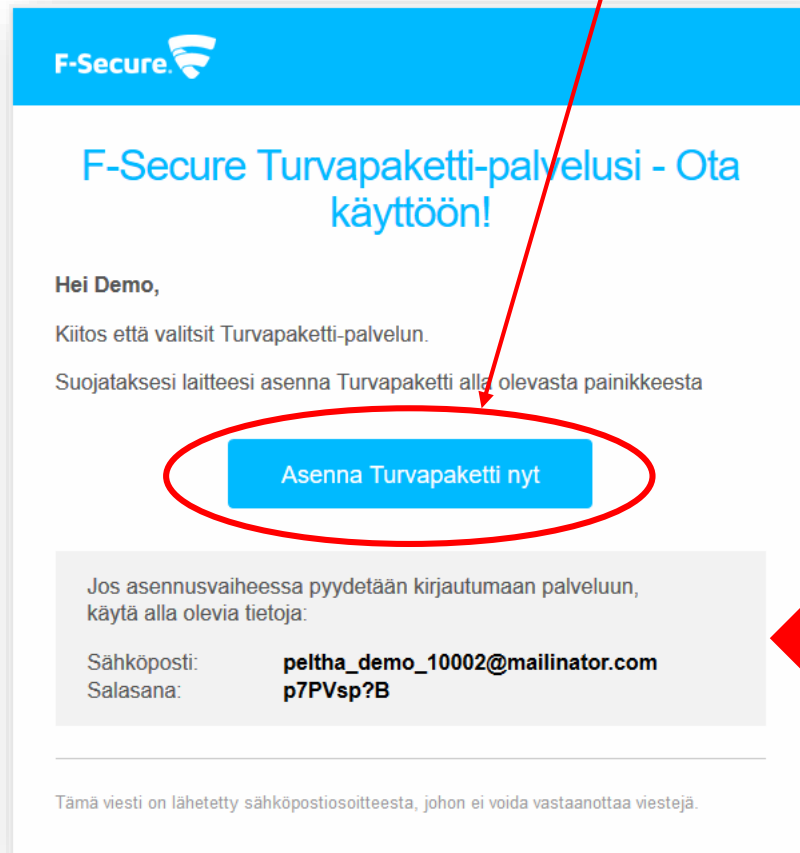 F-Secure.
F-Secure Turvapaketti-palvelusi - Ota
käyttöön!
Hei Demo,
Kiitos että valitsit Turvapaketti-palvelun.
Suojataksesi laitteesi asenna Turvapaketti alla olevasta painikkeesta
Asenna Turvapaketti nyt
Jos asennusvaiheessa pyydetään kirjautumaan palveluun,
käytä alla olevia tietoja:
Sähköposti: peltha_demo_10002@mailinator.com
Salasana: p7PVsp?B
Tämä viesti on lähetetty sähköpostiosoitteesta, johon ei voida vastaanottaa viestejä.